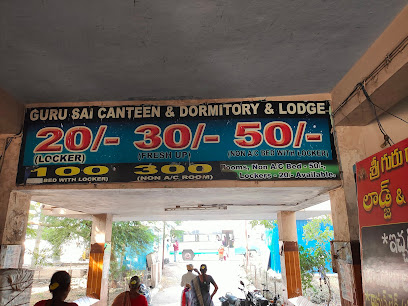 GURU SAI CANTEEN & DORMITORY & LODGE
20/- 30/- 50/-
(LOCKER) (FRESH UP) (NON A/C BED WITH LOCKER)
100 300 Rooms, Non A/C Bed - 50/-
(BED WITH LOCKER) (NON A/C ROOM) Lockers - 20/- Available.
శ్రీ గురు
లాడ్జ్ &